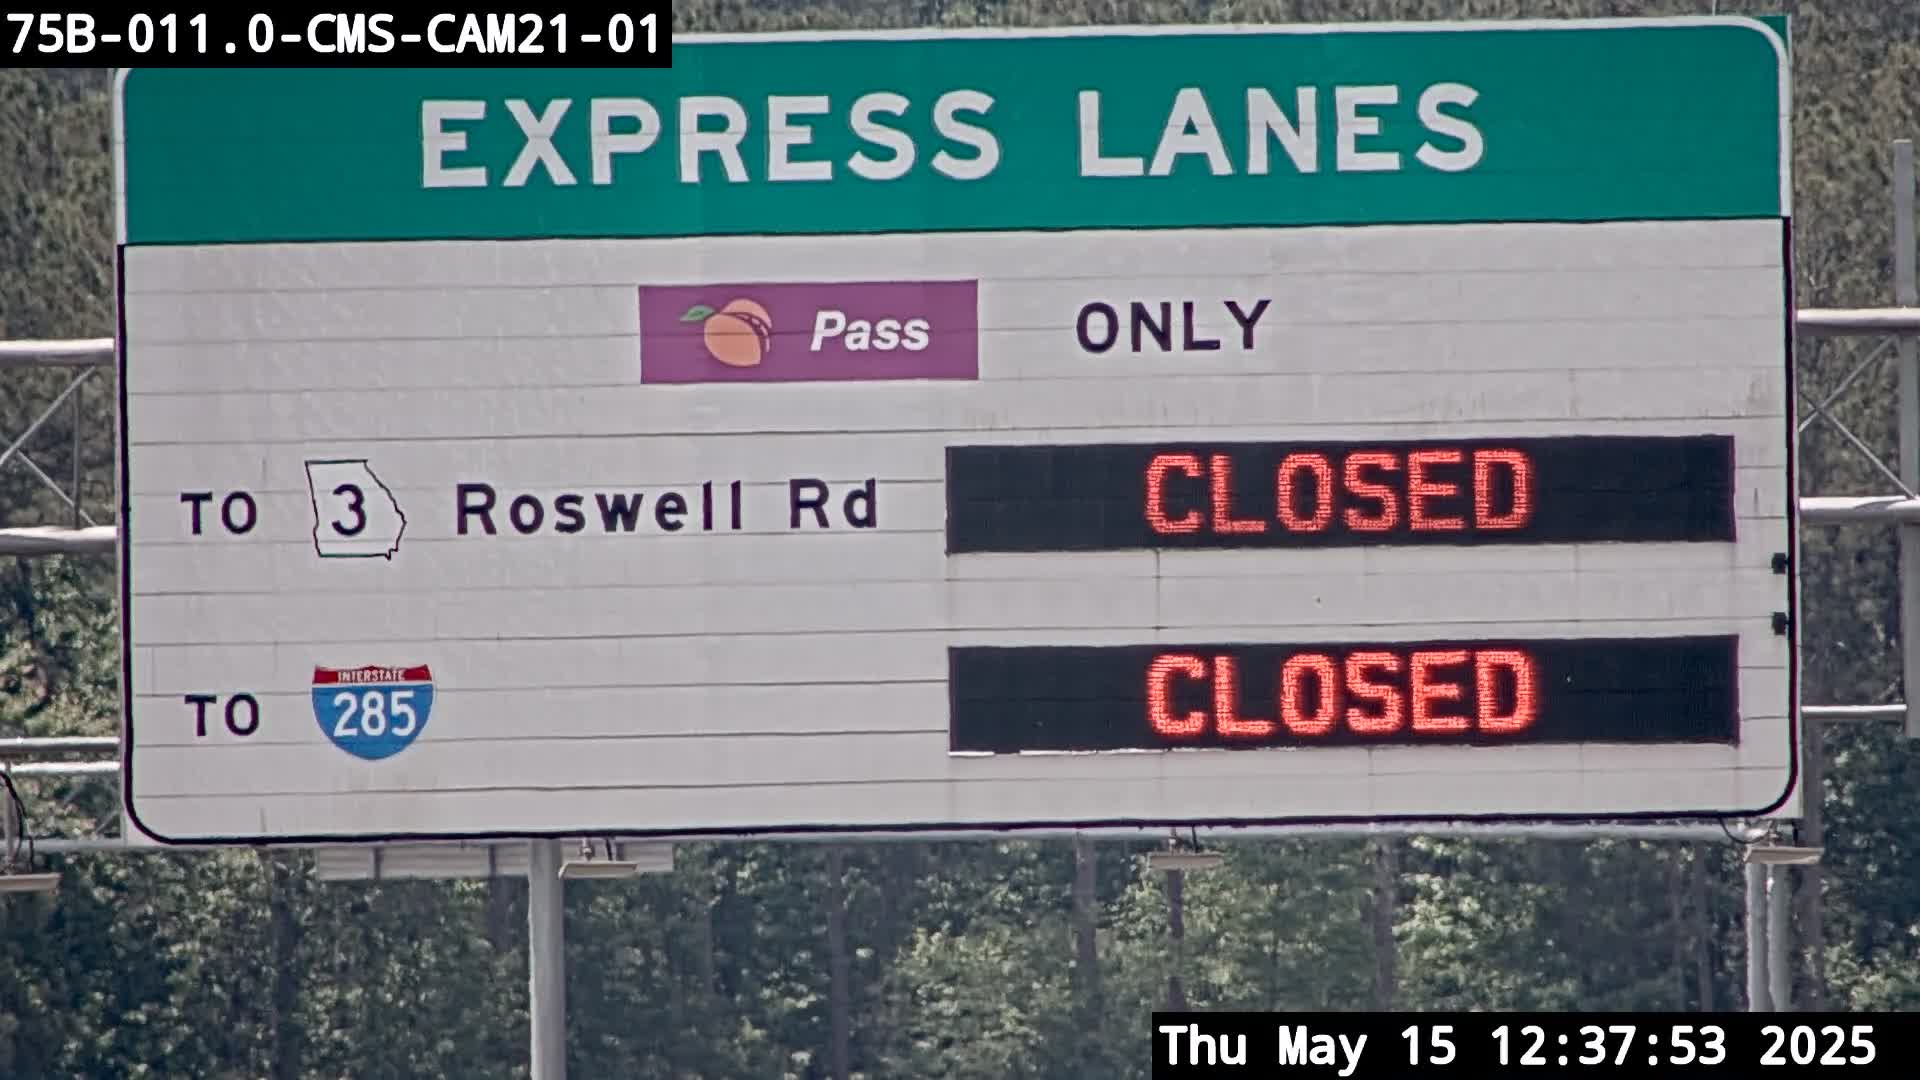 75B-011.0-CMS-CAM21-01
EXPRESS LANES
Pass ONLY
TO 3 Roswell Rd CLOSED
TO INTERSTATE 285 CLOSED
Thu May 15 12:37:53 2025